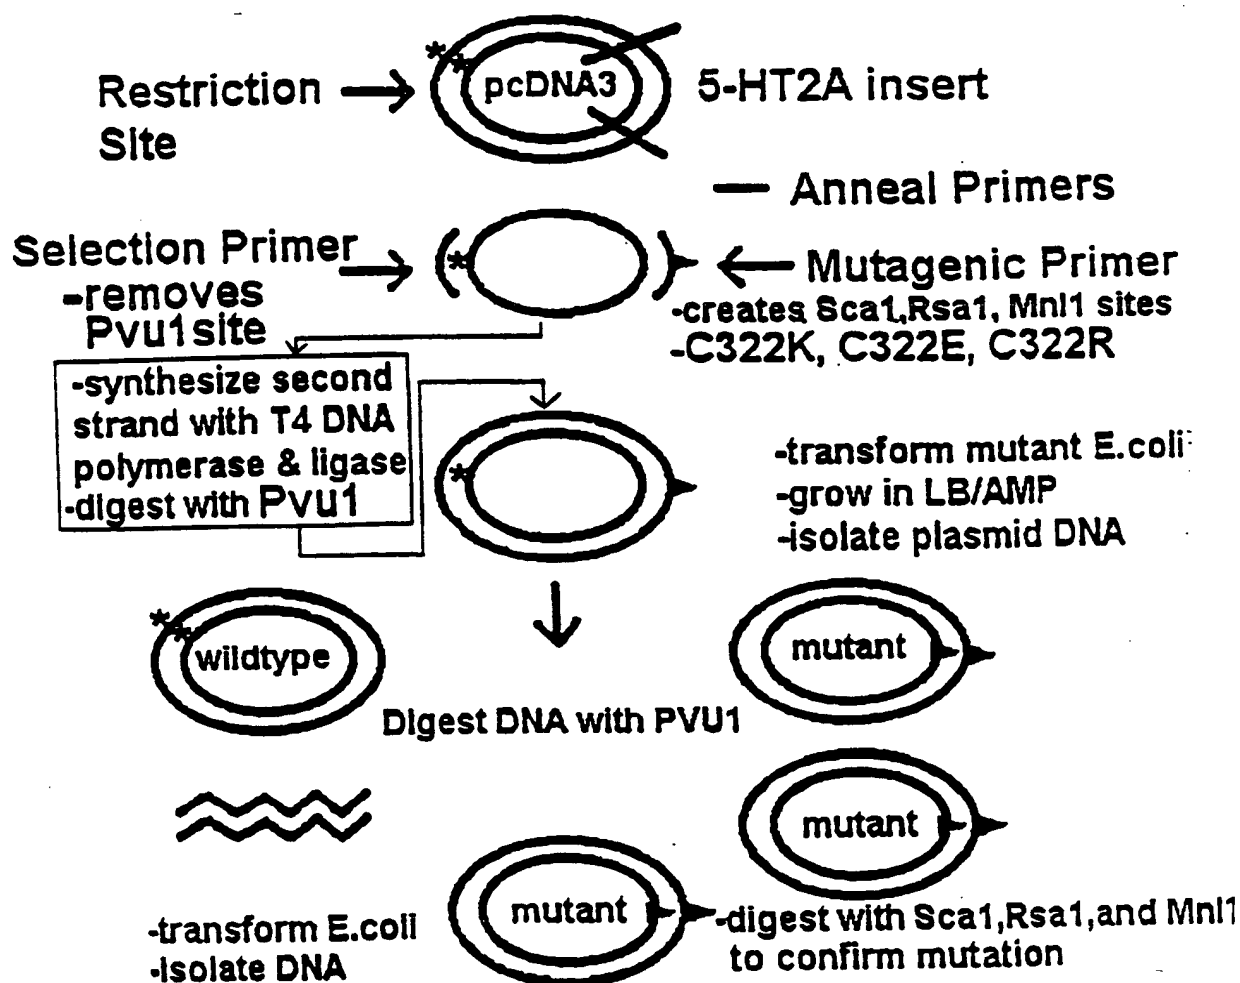 pcDNA3
5-HT2A insert
Restriction
Site
Anneal Primers
Selection Primer
-removes
Pvu1site
Mutagenic Primer
-creates Sca1,Rsa1, Mnl1 sites
-C322K, C322E, C322R
-synthesize second
strand with T4 DNA
polymerase & ligase
-digest with Pvu1
-transform mutant E.coli
-grow in LB/AMP
-isolate plasmid DNA
wildtype
mutant
Digest DNA with PVU1
mutant
mutant
-transform E.coli
-isolate DNA
-digest with Sca1,Rsa1,and Mnl1
to confirm mutation